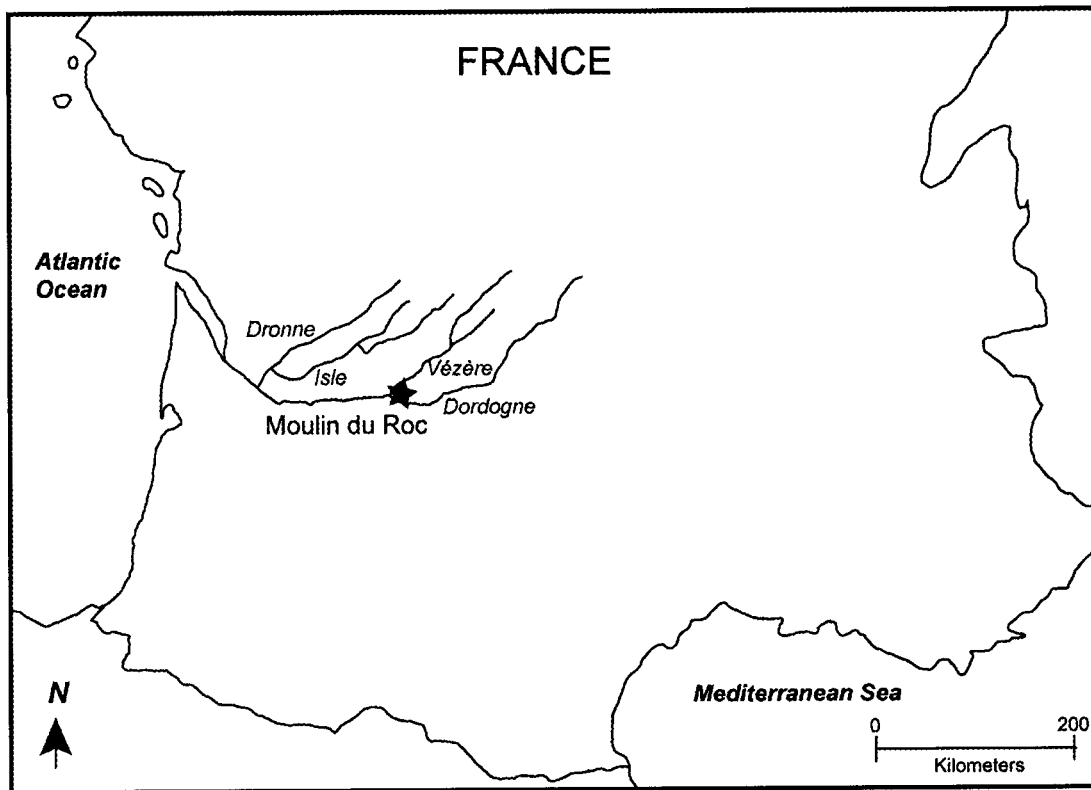 FRANCE
Atlantic
Ocean
Dronne
Isle
Vézère
Dordogne
Moulin du Roc
N
Mediterranean Sea
0 200
Kilometers